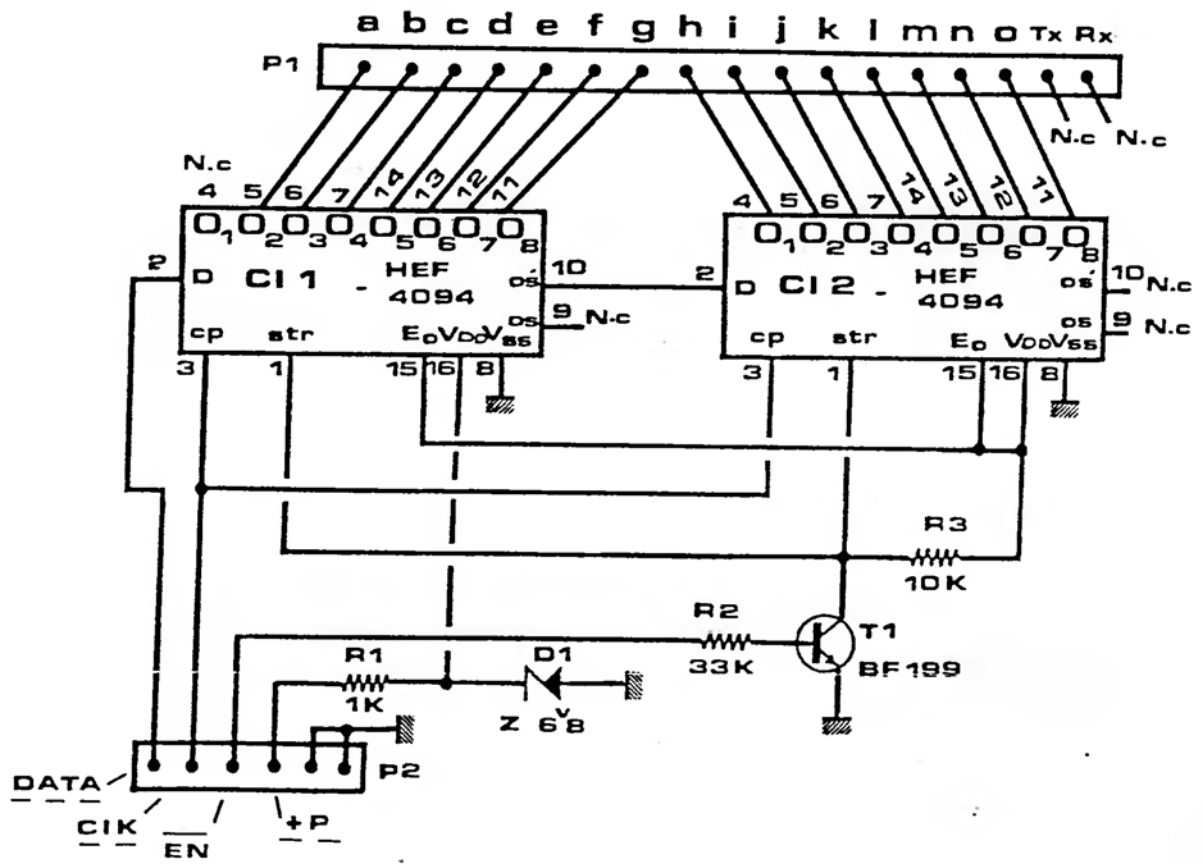 a b c d e f g h i j k l m n o Tx Rx
P1
N.c N.c
N.c
4 5 6 7 14 13 12 11
4 5 6 7 14 13 12 11
O1 O2 O3 O4 O5 O6 O7 O8
O1 O2 O3 O4 O5 O6 O7 O8
2 D CI 1 - HEF 4094 os' 10
os 9 N.c
cp str EO VDD VSS
3 1 15 16 8
2 D CI 2 - HEF 4094 os' 10 N.c
os 9 N.c
cp str EO VDD VSS
3 1 15 16 8
R3
10K
R2
33K
T1
BF199
R1
1K
D1
Z 6V8
P2
DATA
ClK
EN
+P